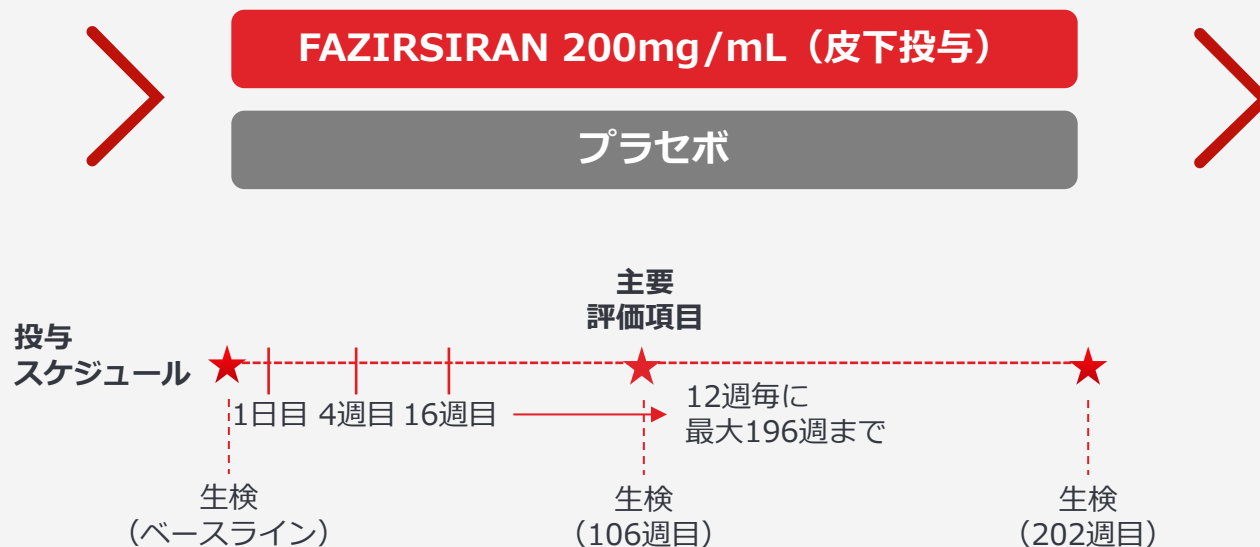 FAZIRSIRAN 200mg/mL（皮下投与）
プラセボ
主要
評価項目
投与
スケジュール
1日目 4週目 16週目
12週毎に
最大196週まで
生検
（ベースライン）
生検
（106週目）
生検
（202週目）